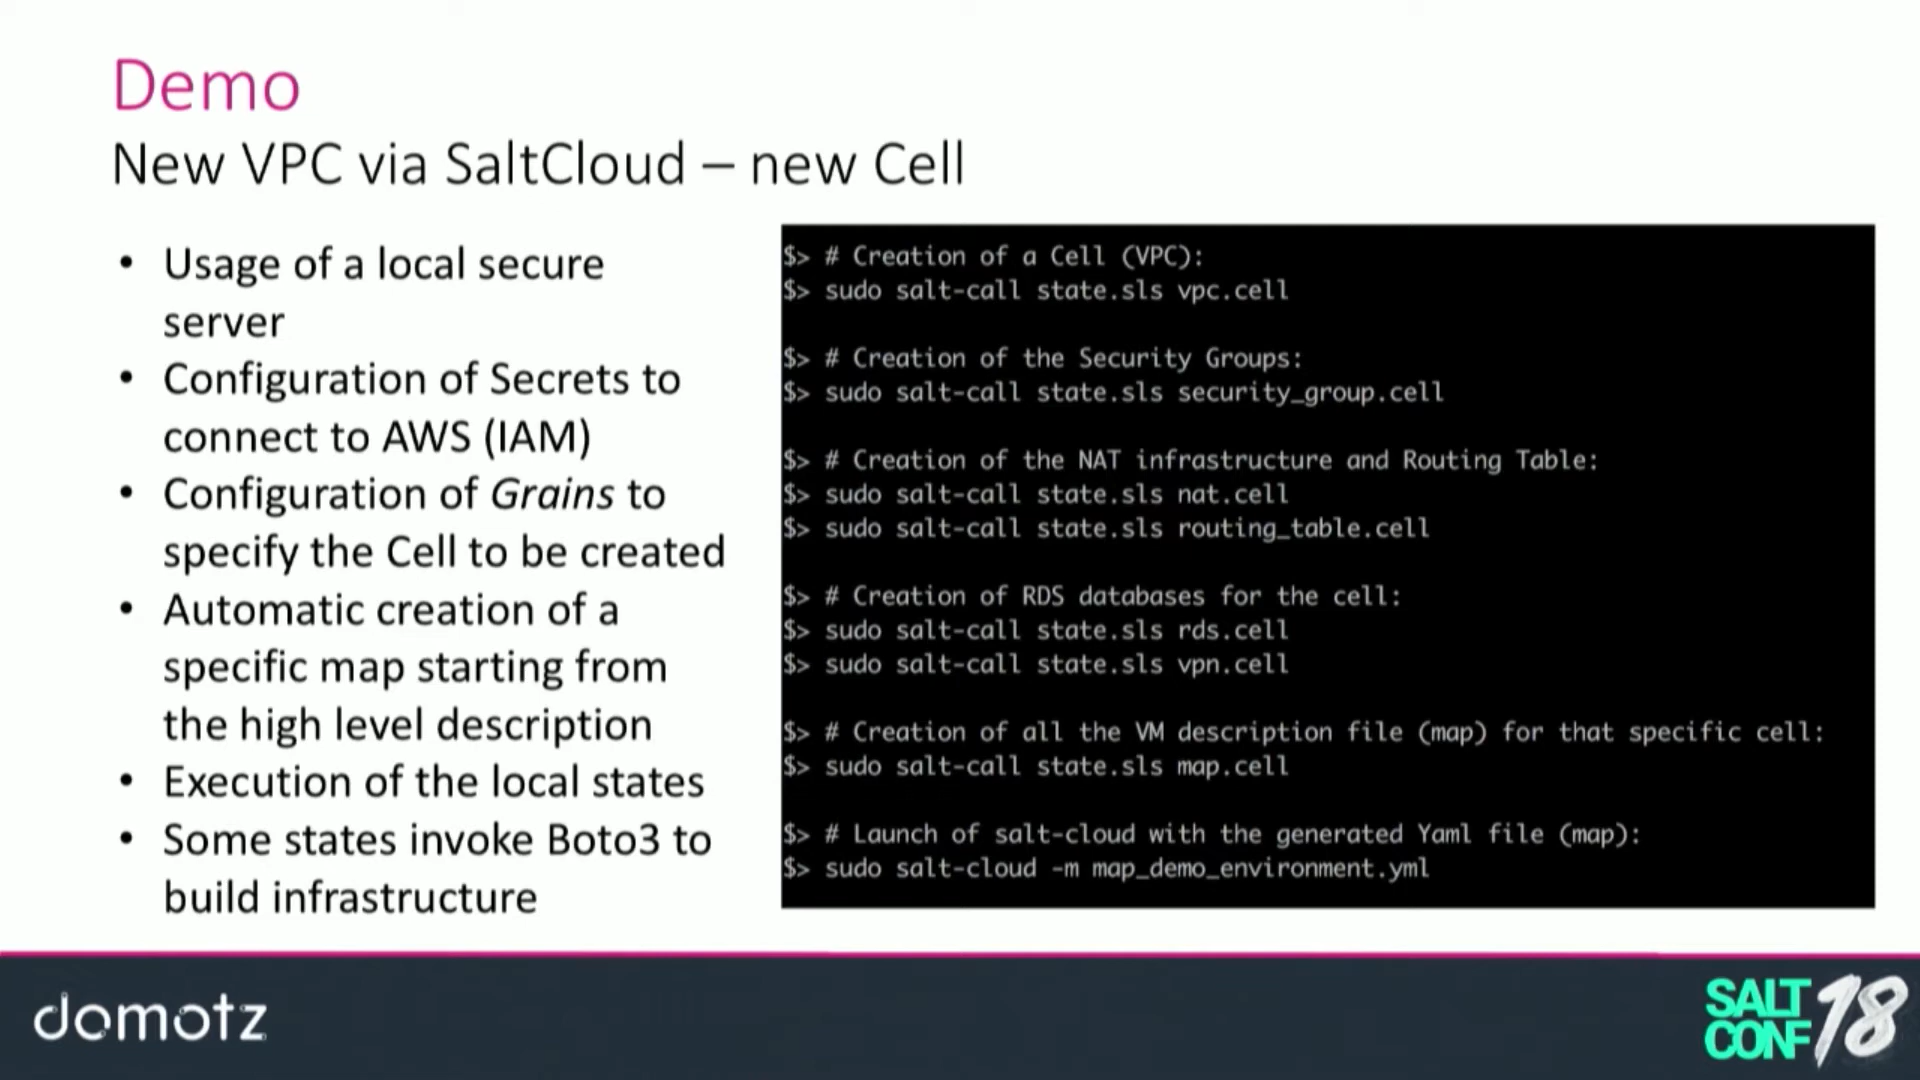 Demo
New VPC via SaltCloud – new Cell
• Usage of a local secure
server
• Configuration of Secrets to
connect to AWS (IAM)
• Configuration of Grains to
specify the Cell to be created
• Automatic creation of a
specific map starting from
the high level description
• Execution of the local states
• Some states invoke Boto3 to
build infrastructure
$> # Creation of a Cell (VPC):
$> sudo salt-call state.sls vpc.cell
$> # Creation of the Security Groups:
$> sudo salt-call state.sls security_group.cell
$> # Creation of the NAT infrastructure and Routing Table:
$> sudo salt-call state.sls nat.cell
$> sudo salt-call state.sls routing_table.cell
$> # Creation of RDS databases for the cell:
$> sudo salt-call state.sls rds.cell
$> sudo salt-call state.sls vpn.cell
$> # Creation of all the VM description file (map) for that specific cell:
$> sudo salt-call state.sls map.cell
$> # Launch of salt-cloud with the generated Yaml file (map):
$> sudo salt-cloud -m map_demo_environment.yml
domotz
SALT
CONF 18